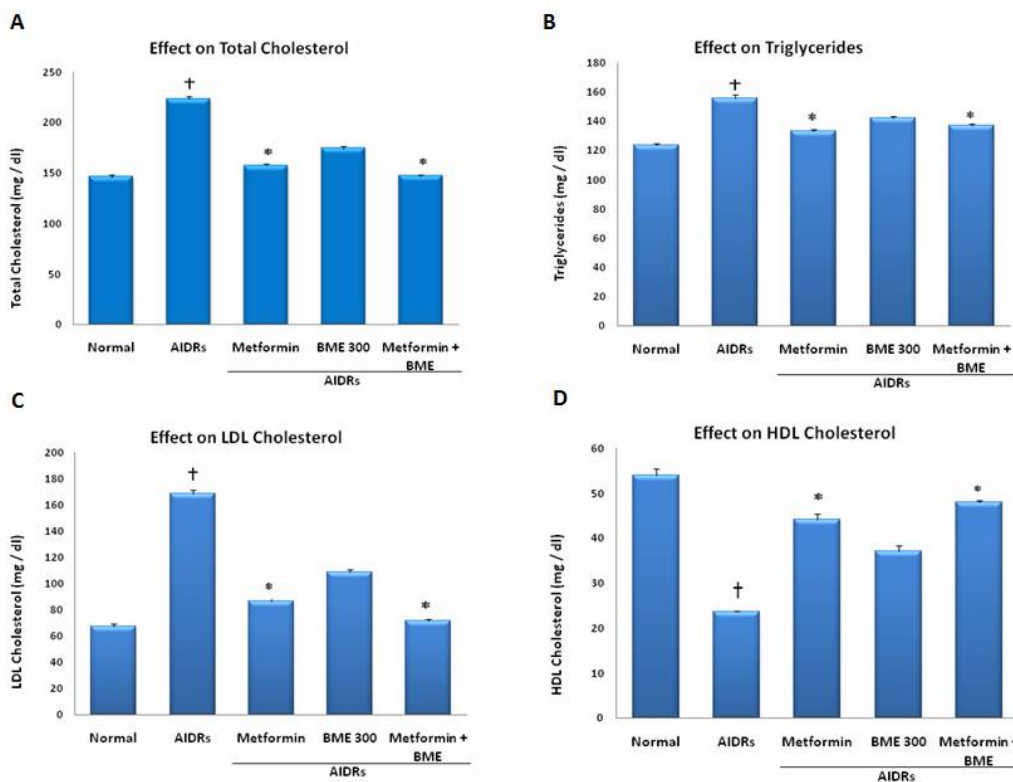 A
Effect on Total Cholesterol
Total Cholesterol (mg / dl)
250
200
150
100
50
0
†
*
*
Normal
AIDRs
Metformin
BME 300
Metformin +
BME
AIDRs
B
Effect on Triglycerides
Triglycerides (mg / dl)
180
160
140
120
100
80
60
40
20
0
†
*
*
Normal
AIDRs
Metformin
BME 300
Metformin +
BME
AIDRs
C
Effect on LDL Cholesterol
LDL Cholesterol (mg / dl)
200
180
160
140
120
100
80
60
40
20
0
†
*
*
Normal
AIDRs
Metformin
BME 300
Metformin +
BME
AIDRs
D
Effect on HDL Cholesterol
HDL Cholesterol (mg / dl)
60
50
40
30
20
10
0
†
*
*
Normal
AIDRs
Metformin
BME 300
Metformin +
BME
AIDRs